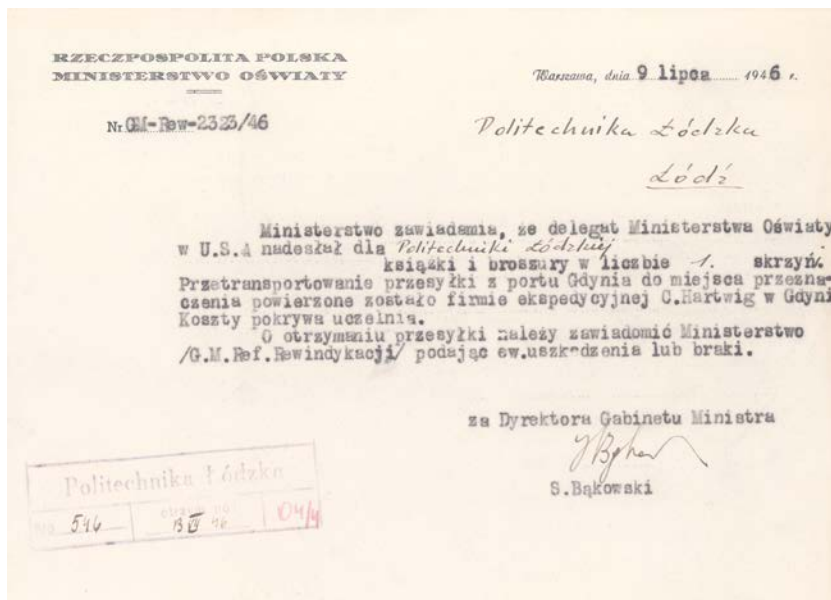 RZECZPOSPOLITA POLSKA
MINISTERSTWO OŚWIATY
Warszawa, dnia 9 lipca 1946 r.
Nr GM-Rew-2323/46
Politechnika Łódzka
Łódź
Ministerstwo zawiadamia, że delegat Ministerstwa Oświaty
w U.S.A nadesłał dla Politechniki Łódzkiej
książki i broszury w liczbie 1. skrzyń.
Przetransportowanie przesyłki z portu Gdynia do miejsca przezna-
czenia powierzone zostało firmie ekspedycyjnej C.Hartwig w Gdyni
Koszty pokrywa uczelnia.
O otrzymaniu przesyłki należy zawiadomić Ministerstwo
/G.M.Ref.Rewindykacji/ podając ew.uszkodzenia lub braki.
za Dyrektora Gabinetu Ministra
S.Bąkowski
Politechnika Łódzka
546 13 VII 46 04/4